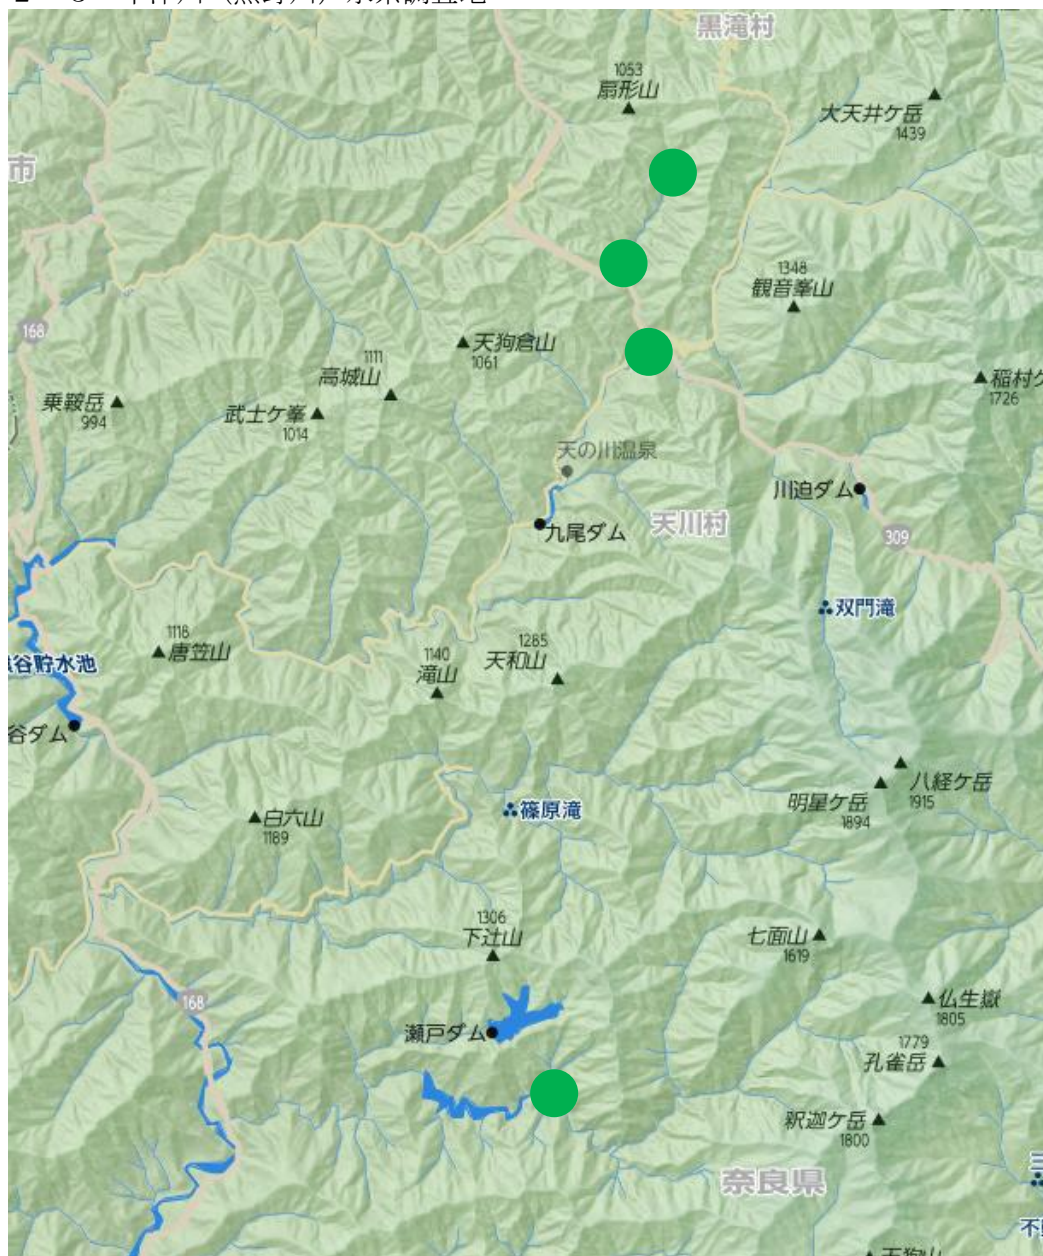 黒滝村
1053
扇形山
大天井ケ岳
1439
市
1348
観音峯山
168
天狗倉山
1061
1111
高城山
稲村ケ
1726
乗鞍岳
994
武士ケ峯
1014
天の川温泉
川迫ダム
九尾ダム
天川村
309
双門滝
1118
唐笠山
1140
滝山
1285
天和山
谷貯水池
谷ダム
八経ケ岳
1915
明星ケ岳
1894
篠原滝
白六山
1189
1306
下辻山
七面山
1619
168
仏生嶽
1805
瀬戸ダム
1779
孔雀岳
釈迦ケ岳
1800
奈良県